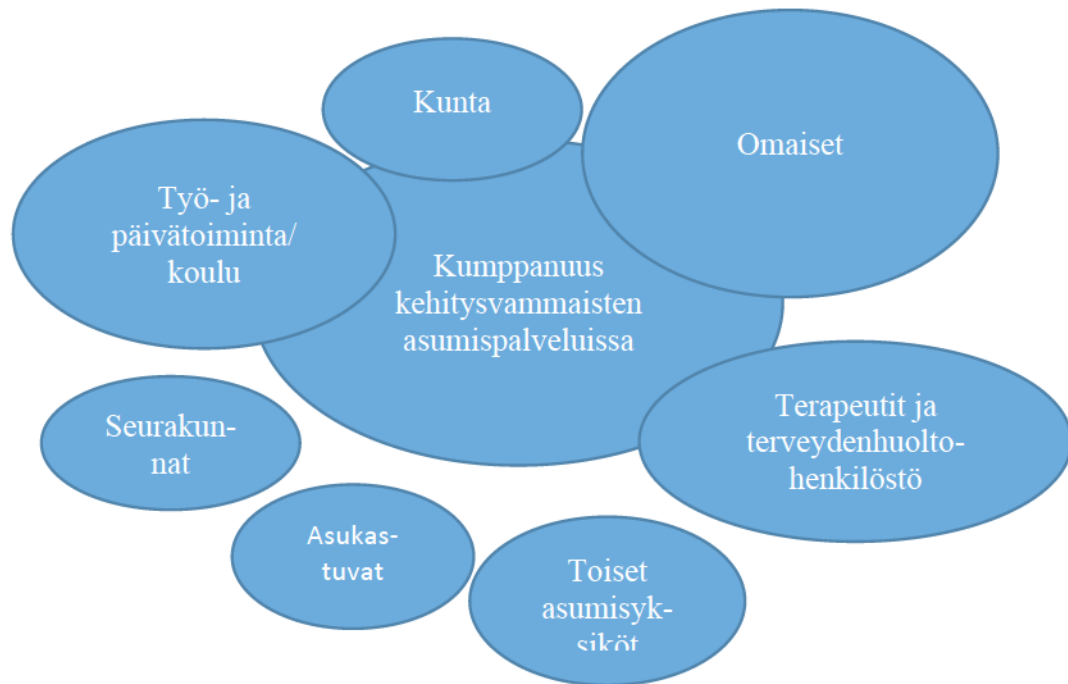 Kunta
Omaiset
Työ- ja
päivätoiminta/
koulu
Kumppanuus
kehitysvammaisten
asumispalveluissa
Terapeutit ja
terveydenhuolto-
henkilöstö
Seurakun-
nat
Asukas-
tuvat
Toiset
asumisyk-
siköt